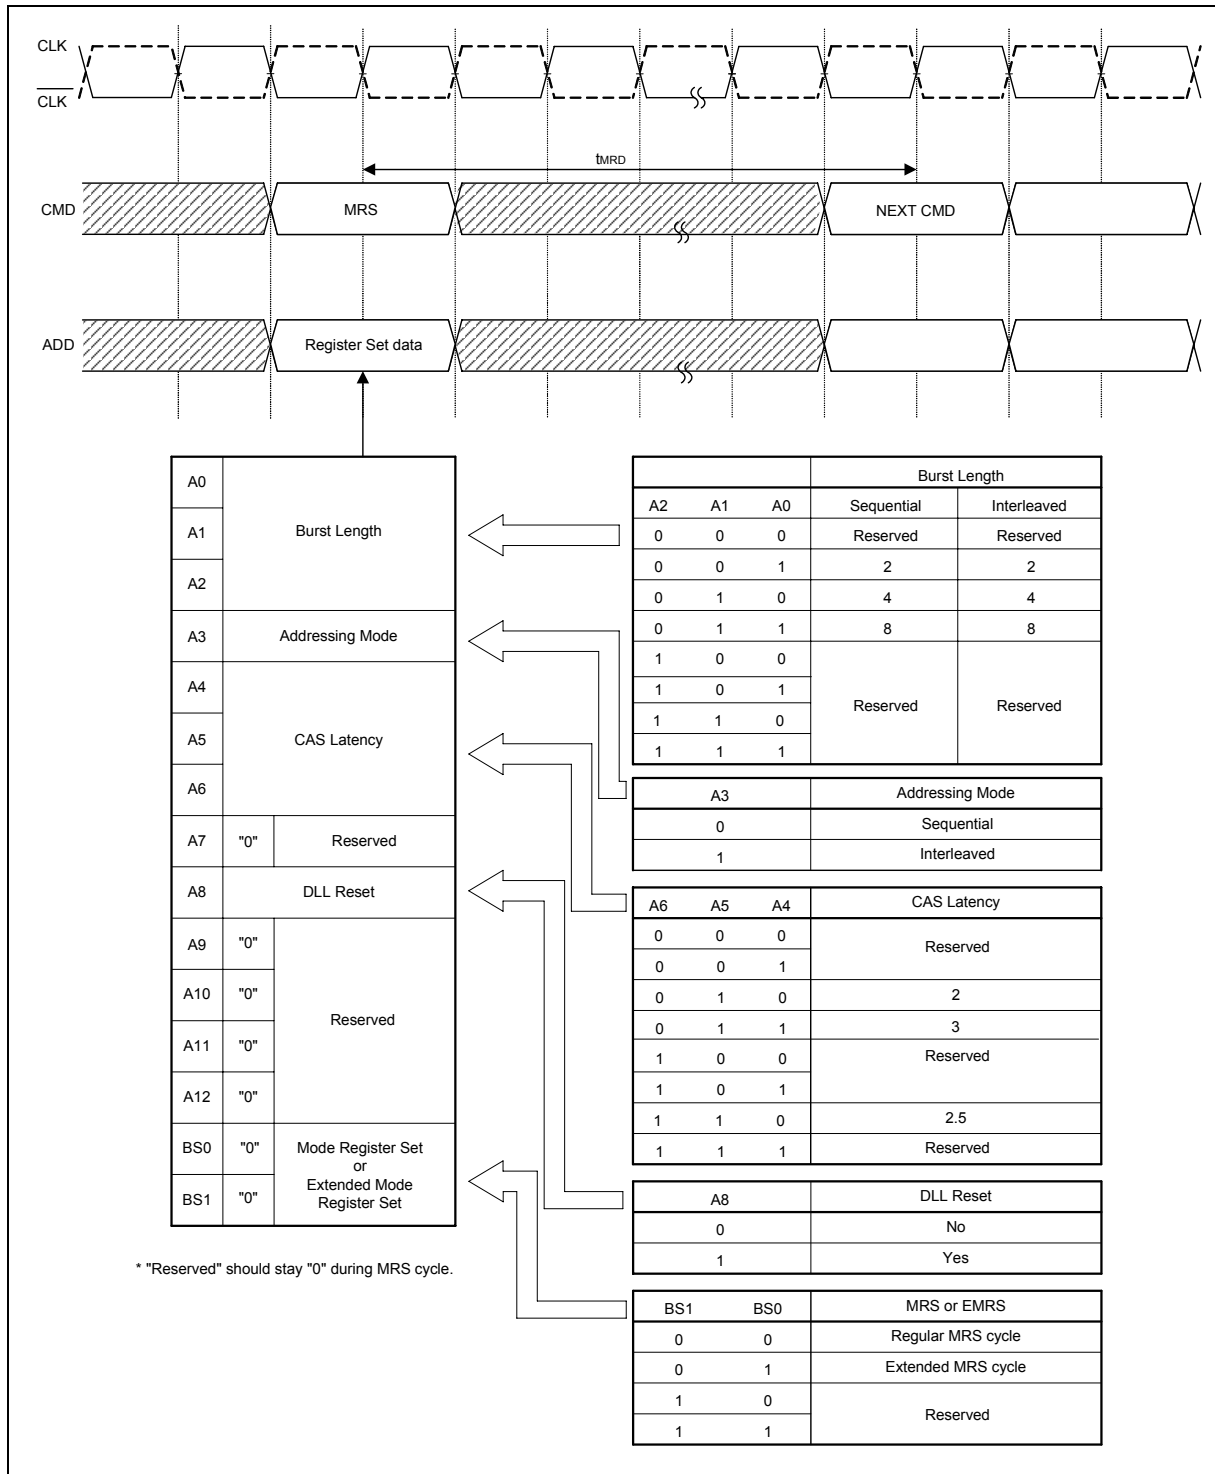 CLK
CLK
tMRD
CMD MRS NEXT CMD
ADD Register Set data
A0
A1 Burst Length
A2
A3 Addressing Mode
A4
A5 CAS Latency
A6
A7 "0" Reserved
A8 DLL Reset
A9 "0"
A10 "0"
Reserved
A11 "0"
A12 "0"
BS0 "0" Mode Register Set
or
Extended Mode
BS1 "0" Register Set
* "Reserved" should stay "0" during MRS cycle.
Burst Length
A2 A1 A0 Sequential Interleaved
0 0 0 Reserved Reserved
0 0 1 2 2
0 1 0 4 4
0 1 1 8 8
1 0 0
1 0 1
Reserved Reserved
1 1 0
1 1 1
A3 Addressing Mode
0 Sequential
1 Interleaved
A6 A5 A4 CAS Latency
0 0 0
Reserved
0 0 1
0 1 0 2
0 1 1 3
1 0 0 Reserved
1 0 1
1 1 0 2.5
1 1 1 Reserved
A8 DLL Reset
0 No
1 Yes
BS1 BS0 MRS or EMRS
0 0 Regular MRS cycle
0 1 Extended MRS cycle
1 0
Reserved
1 1